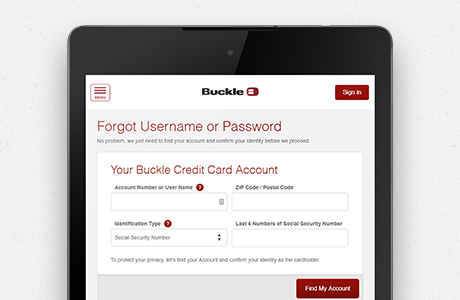 MENU
Buckle B
Sign In
Forgot Username or Password
No problem, we just need to find your account and confirm your identity before we proceed.
Your Buckle Credit Card Account
Account Number or User Name ?
ZIP Code / Postal Code
Identification Type ?
Last 4 Numbers of Social Security Number
Social Security Number
To protect your privacy, let's find your Account and confirm your identity as the cardholder.
Find My Account